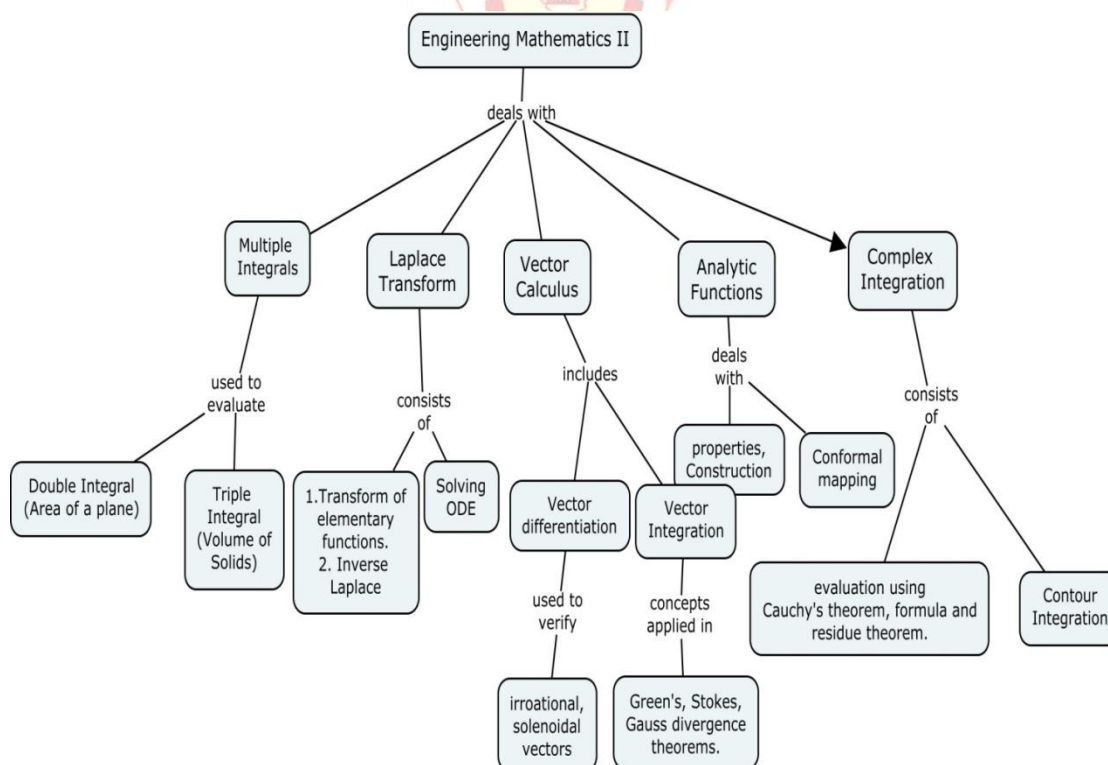 Engineering Mathematics II
deals with
Multiple
Integrals
Laplace
Transform
Vector
Calculus
Analytic
Functions
Complex
Integration
used to
evaluate
consists
of
includes
deals
with
consists
of
Double Integral
(Area of a plane)
Triple
Integral
(Volume of
Solids)
1.Transform of
elementary
functions.
2. Inverse
Laplace
Solving
ODE
Vector
differentiation
Vector
Integration
properties,
Construction
Conformal
mapping
evaluation using
Cauchy's theorem, formula and
residue theorem.
Contour
Integration
used to
verify
concepts
applied in
irroational,
solenoidal
vectors
Green's, Stokes,
Gauss divergence
theorems.